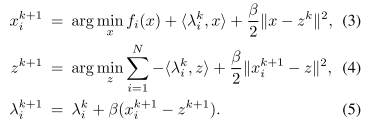 x_i^{k+1} = arg min_x f_i(x) + ⟨λ_i^k, x⟩ + β/2 ‖x − z^k‖², (3)
z^{k+1} = arg min_z ∑_{i=1}^N −⟨λ_i^k, z⟩ + β/2 ‖x_i^{k+1} − z‖², (4)
λ_i^{k+1} = λ_i^k + β(x_i^{k+1} − z^{k+1}). (5)